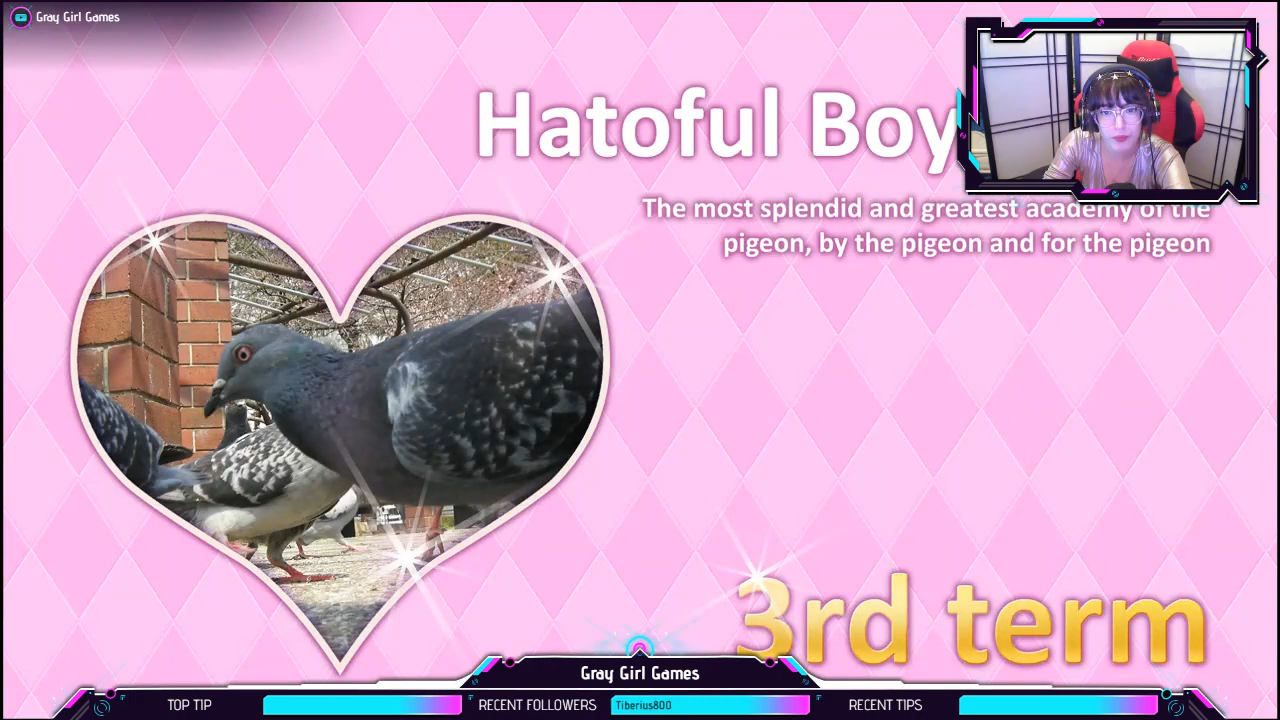 Gray Girl Games
Hatoful Boy
The most splendid and greatest academy of the
pigeon, by the pigeon and for the pigeon
3rd term
Gray Girl Games
TOP TIP
RECENT FOLLOWERS
Tiberius800
RECENT TIPS